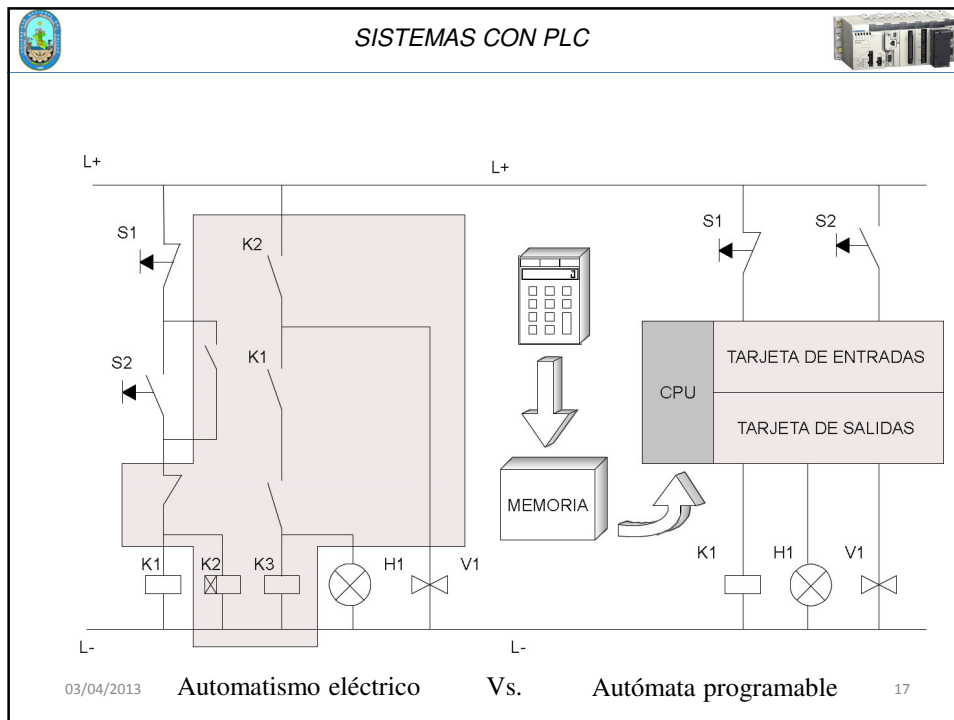 SISTEMAS CON PLC
L+
L+
S1
K2
S1
S2
S2
K1
CPU
TARJETA DE ENTRADAS
TARJETA DE SALIDAS
MEMORIA
K1
K2
K3
H1
V1
K1
H1
V1
L-
L-
03/04/2013
Automatismo eléctrico Vs. Autómata programable
17